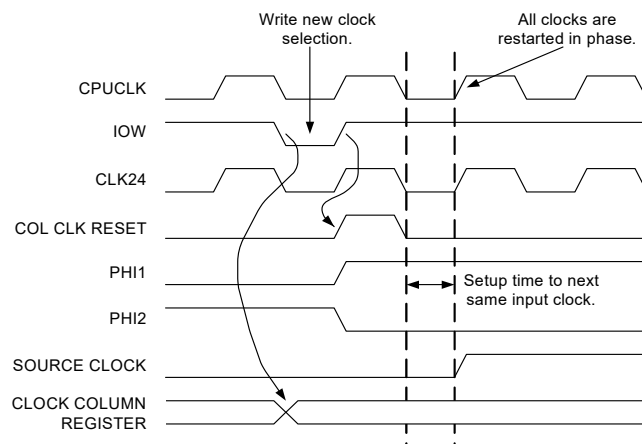 Write new clock
selection.
All clocks are
restarted in phase.
CPUCLK
IOW
CLK24
COL CLK RESET
PHI1
Setup time to next
same input clock.
PHI2
SOURCE CLOCK
CLOCK COLUMN
REGISTER